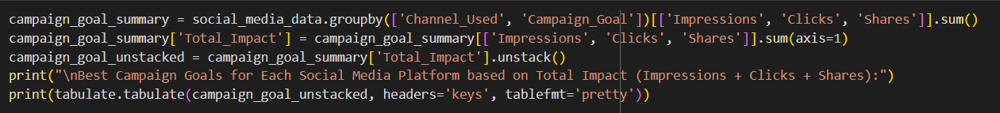 campaign_goal_summary = social_media_data.groupby(['Channel_Used', 'Campaign_Goal'])[['Impressions', 'Clicks', 'Shares']].sum()
campaign_goal_summary['Total_Impact'] = campaign_goal_summary[['Impressions', 'Clicks', 'Shares']].sum(axis=1)
campaign_goal_unstacked = campaign_goal_summary['Total_Impact'].unstack()
print("\nBest Campaign Goals for Each Social Media Platform based on Total Impact (Impressions + Clicks + Shares):")
print(tabulate.tabulate(campaign_goal_unstacked, headers='keys', tablefmt='pretty'))